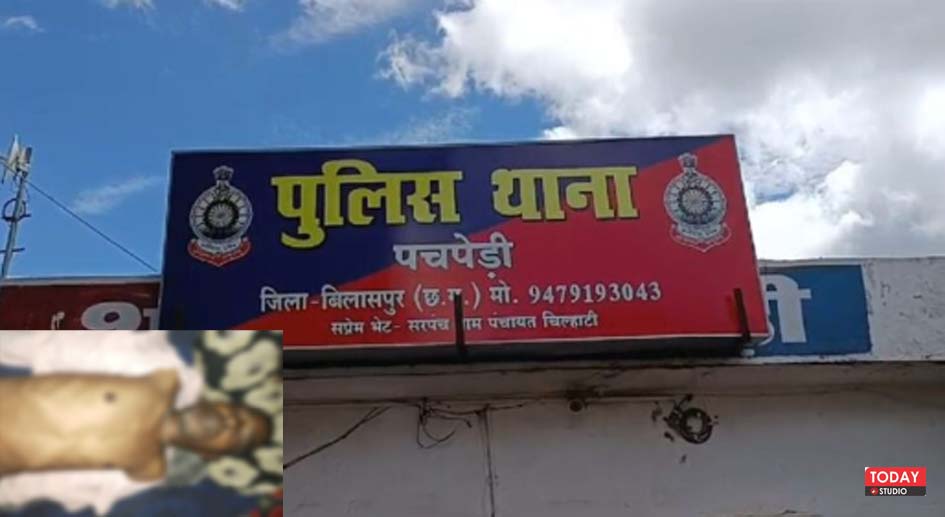 पुलिस थाना
पचपेड़ी
जिला-बिलासपुर (छ.ग.) मो. 9479193043
सप्रेम भेंट- सरपंच ग्राम पंचायत चिल्हाटी
TODAY
STUDIO